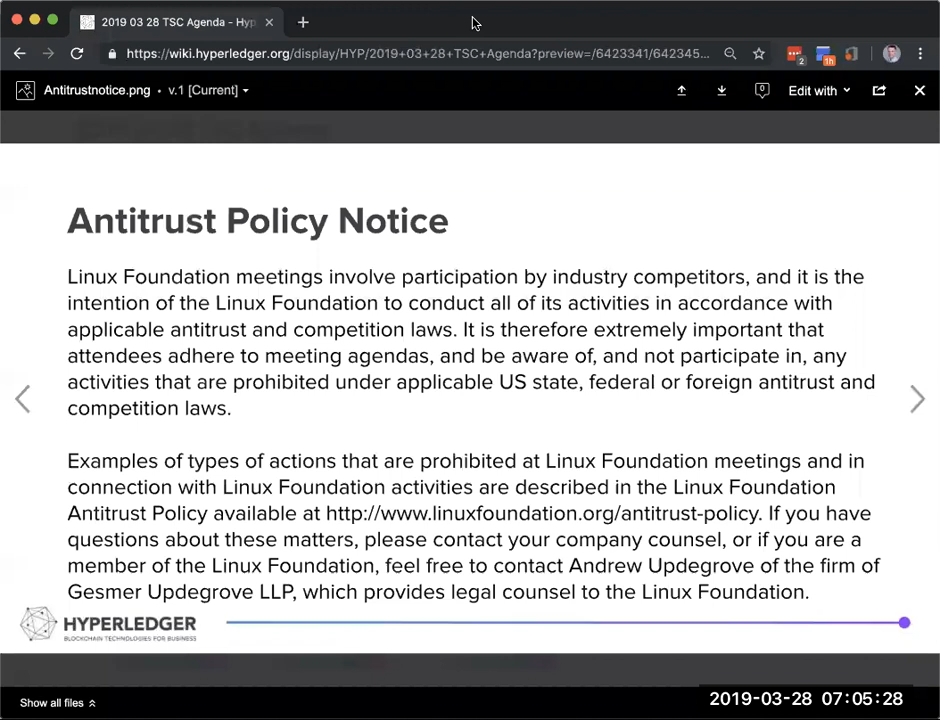 2019 03 28 TSC Agenda - Hyp
https://wiki.hyperledger.org/display/HYP/2019+03+28+TSC+Agenda?preview=/6423341/642345...
2
1h
Antitrustnotice.png • v.1 [Current]
0
Edit with
Antitrust Policy Notice
Linux Foundation meetings involve participation by industry competitors, and it is the
intention of the Linux Foundation to conduct all of its activities in accordance with
applicable antitrust and competition laws. It is therefore extremely important that
attendees adhere to meeting agendas, and be aware of, and not participate in, any
activities that are prohibited under applicable US state, federal or foreign antitrust and
competition laws.
Examples of types of actions that are prohibited at Linux Foundation meetings and in
connection with Linux Foundation activities are described in the Linux Foundation
Antitrust Policy available at http://www.linuxfoundation.org/antitrust-policy. If you have
questions about these matters, please contact your company counsel, or if you are a
member of the Linux Foundation, feel free to contact Andrew Updegrove of the firm of
Gesmer Updegrove LLP, which provides legal counsel to the Linux Foundation.
HYPERLEDGER
BLOCKCHAIN TECHNOLOGIES FOR BUSINESS
Show all files
2019-03-28 07:05:28